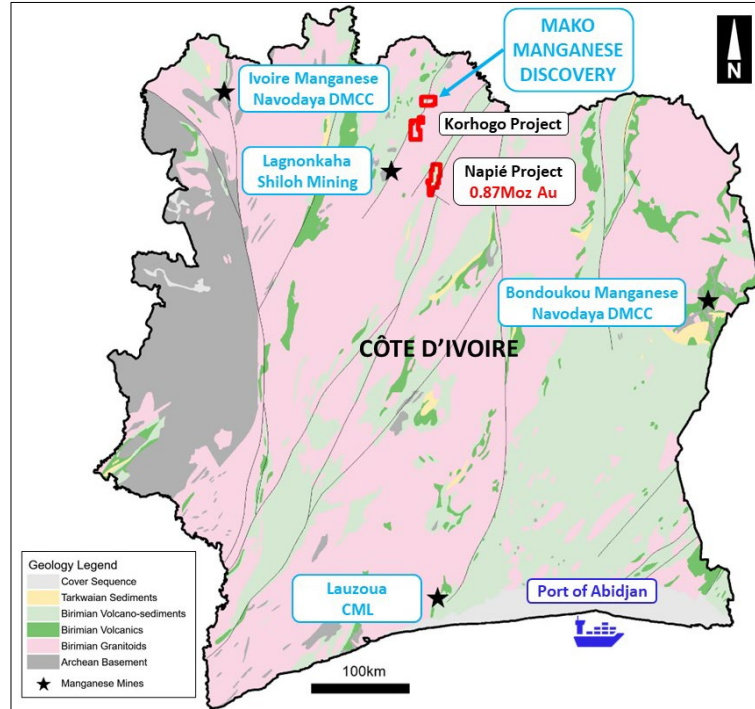 MAKO
MANGANESE
DISCOVERY
N
Ivoire Manganese
Navodaya DMCC
Korhogo Project
Lagnonkaha
Shiloh Mining
Napié Project
0.87Moz Au
Bondoukou Manganese
Navodaya DMCC
CÔTE D'IVOIRE
Geology Legend
Cover Sequence
Tarkwaian Sediments
Birimian Volcano-sediments
Birimian Volcanics
Birimian Granitoids
Archean Basement
Manganese Mines
Lauzoua
CML
Port of Abidjan
100km